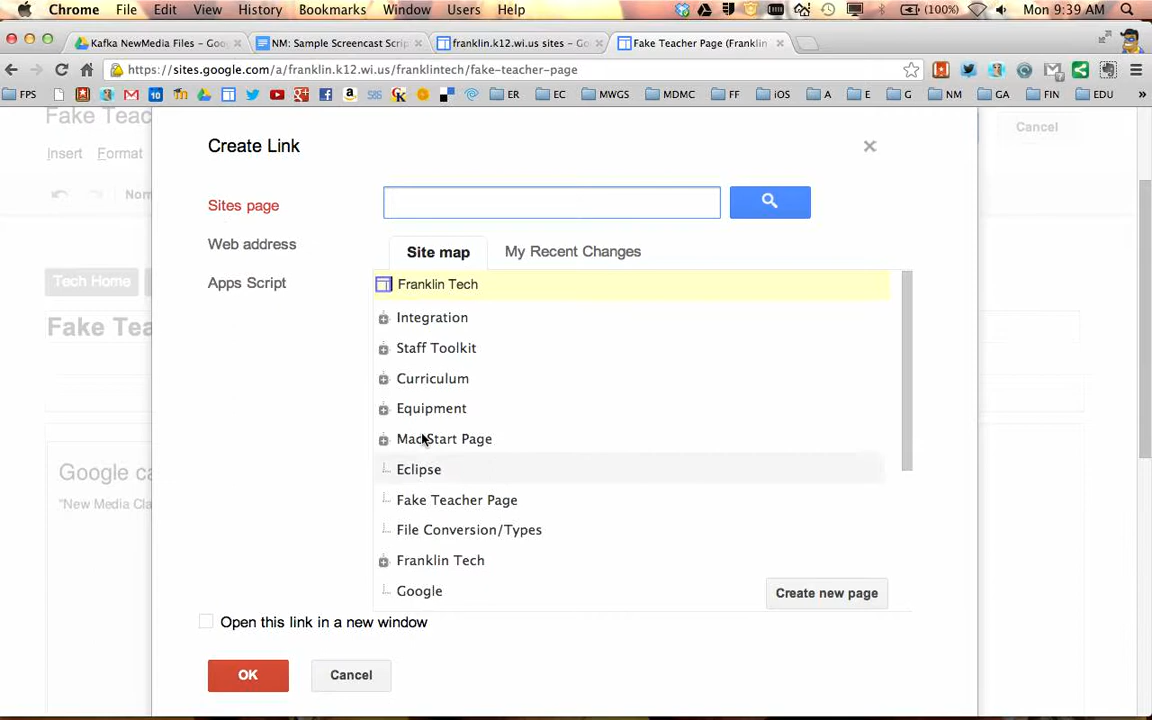 Chrome File Edit View History Bookmarks Window Users Help (100%) Mon 9:39 AM
Kafka NewMedia Files – Goo NM: Sample Screencast Scrip franklin.k12.wi.us sites – Go Fake Teacher Page (Franklin
https://sites.google.com/a/franklin.k12.wi.us/franklintech/fake-teacher-page
FPS 10 ER EC MWGS MDMC FF iOS A E G NM GA FIN EDU »
Fake Teac
Create Link
Cancel
Insert Format
Norm
Sites page
Web address
Site map My Recent Changes
Tech Home
Apps Script
Franklin Tech
Fake Tea
Integration
Staff Toolkit
Curriculum
Equipment
Mac Start Page
Google ca
Eclipse
"New Media Cla
Fake Teacher Page
File Conversion/Types
Franklin Tech
Google
Create new page
Open this link in a new window
OK Cancel